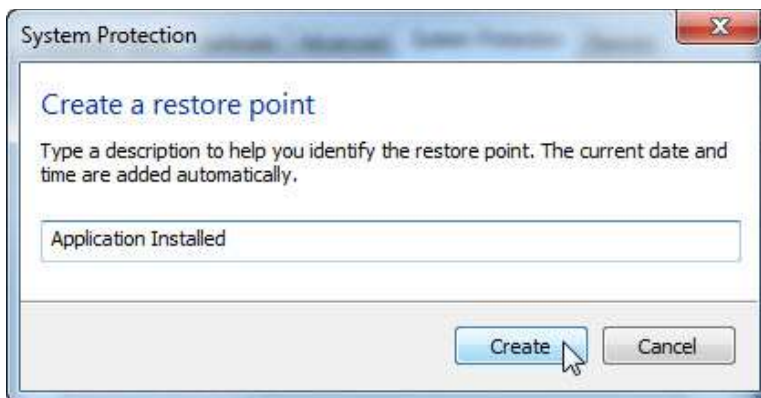 System Protection
Create a restore point
Type a description to help you identify the restore point. The current date and
time are added automatically.
Application Installed
Create Cancel